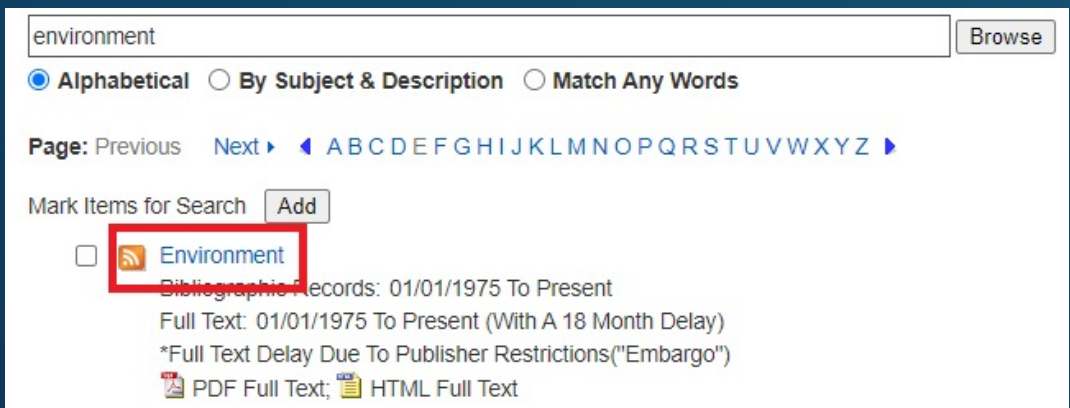 environment Browse
Alphabetical By Subject & Description Match Any Words
Page: Previous Next A B C D E F G H I J K L M N O P Q R S T U V W X Y Z
Mark Items for Search Add
Environment
Bibliographic Records: 01/01/1975 To Present
Full Text: 01/01/1975 To Present (With A 18 Month Delay)
*Full Text Delay Due To Publisher Restrictions("Embargo")
PDF Full Text; HTML Full Text